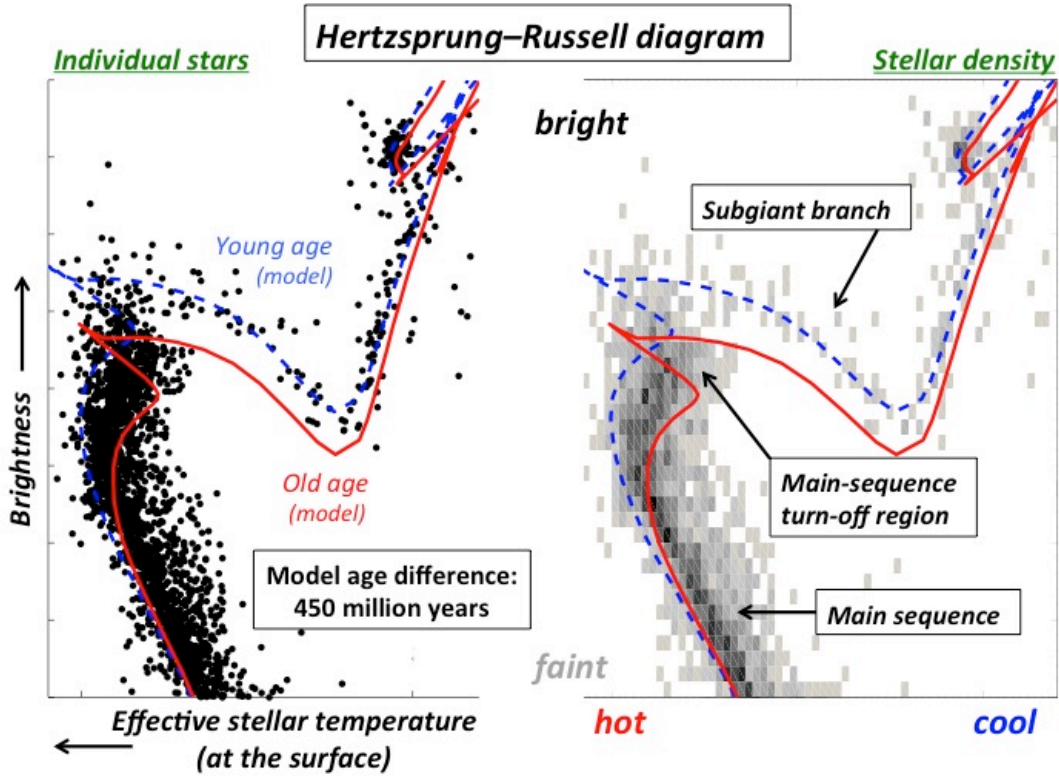 Hertzsprung–Russell diagram
Individual stars
Stellar density
bright
Subgiant branch
Young age
(model)
Brightness
Old age
(model)
Main-sequence
turn-off region
Model age difference:
450 million years
Main sequence
faint
Effective stellar temperature
(at the surface)
hot
cool